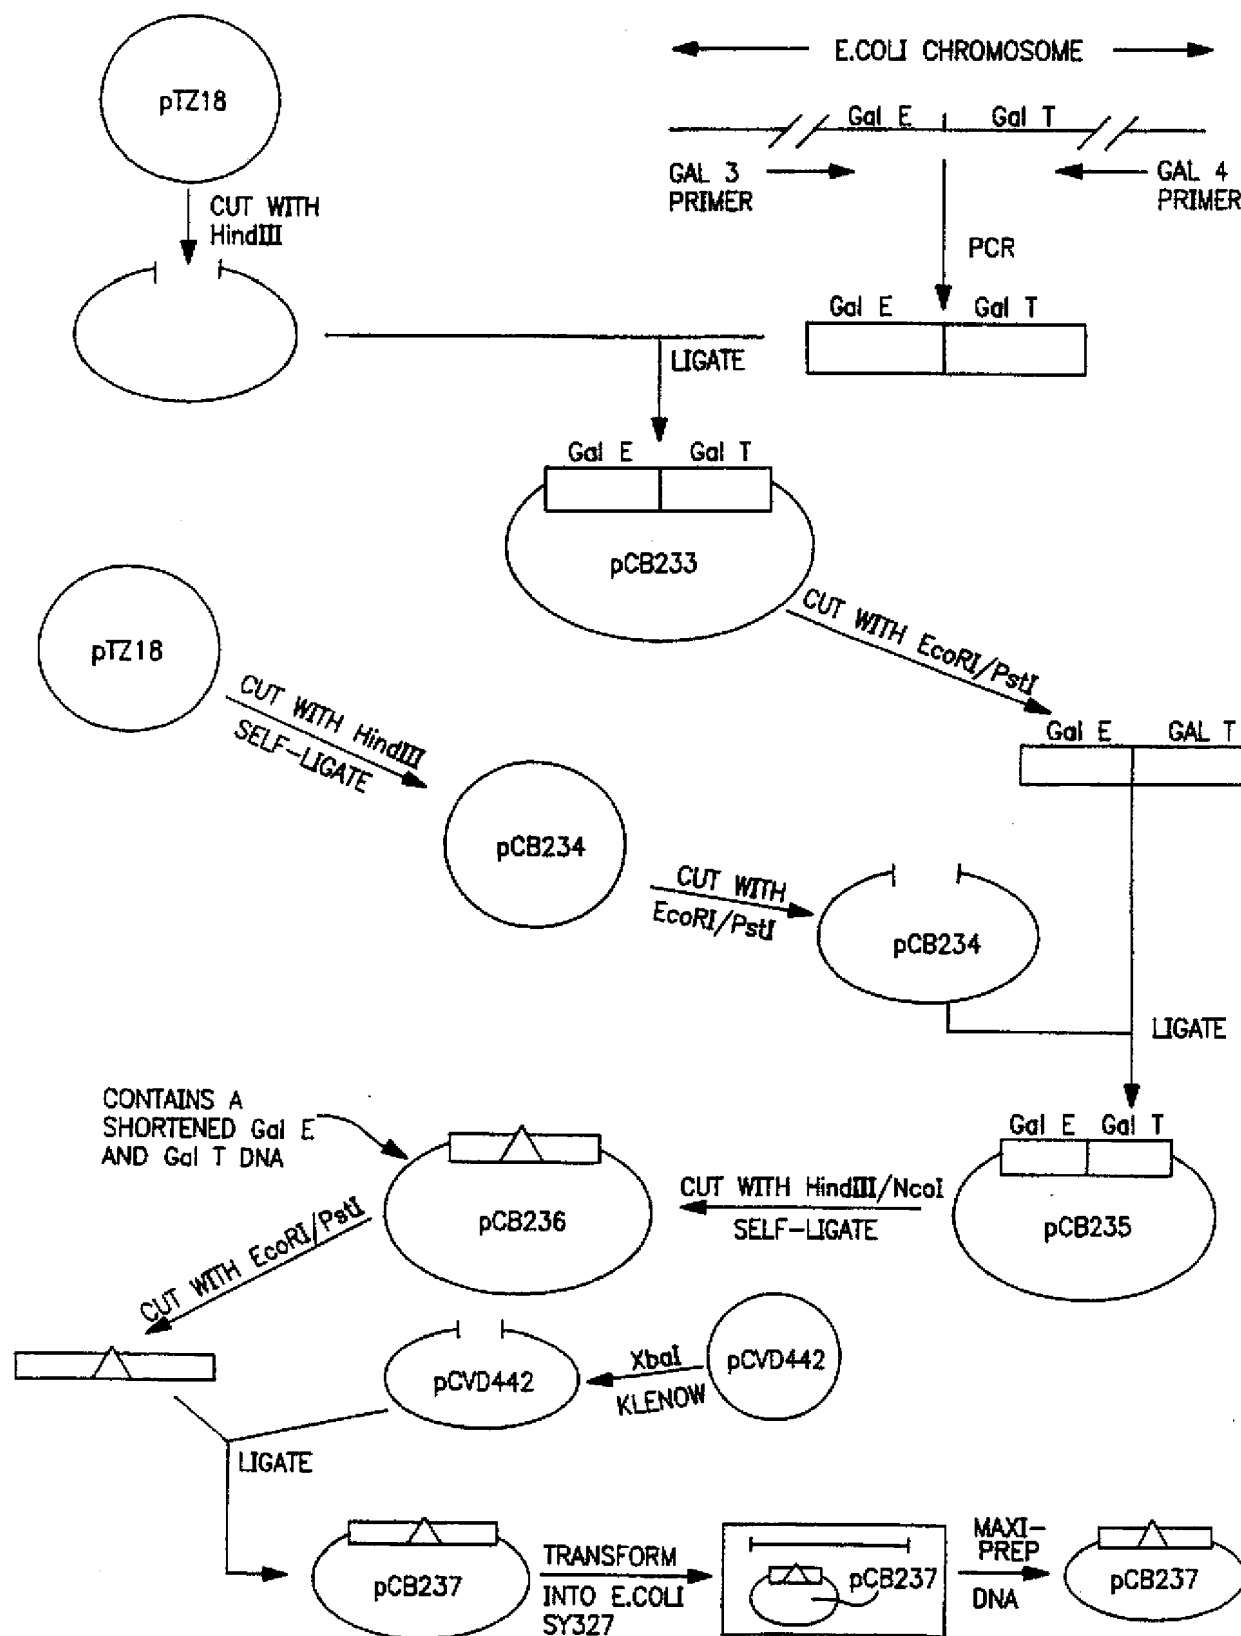 pTZ18
E.COLI CHROMOSOME
Gal E Gal T
GAL 3
PRIMER
GAL 4
PRIMER
CUT WITH
HindIII
PCR
Gal E Gal T
LIGATE
Gal E Gal T
pCB233
CUT WITH EcoRI/PstI
pTZ18
CUT WITH HindIII
SELF-LIGATE
Gal E GAL T
pCB234
CUT WITH
EcoRI/PstI
pCB234
LIGATE
CONTAINS A
SHORTENED Gal E
AND Gal T DNA
Gal E Gal T
pCB236
CUT WITH HindIII/NcoI
SELF-LIGATE
pCB235
CUT WITH EcoRI/PstI
pCVD442
XbaI
KLENOW
pCVD442
LIGATE
pCB237
TRANSFORM
INTO E.COLI
SY327
pCB237
MAXI-
PREP
DNA
pCB237